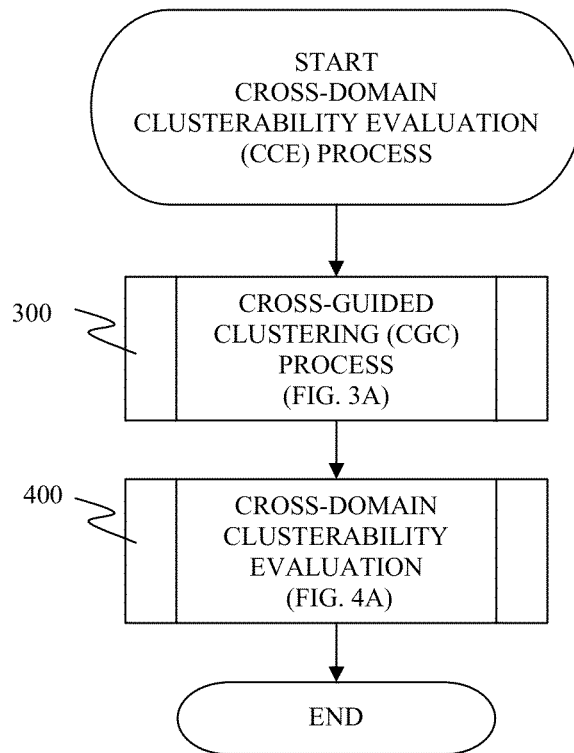 START
CROSS-DOMAIN
CLUSTERABILITY EVALUATION
(CCE) PROCESS
300
CROSS-GUIDED
CLUSTERING (CGC)
PROCESS
(FIG. 3A)
400
CROSS-DOMAIN
CLUSTERABILITY
EVALUATION
(FIG. 4A)
END